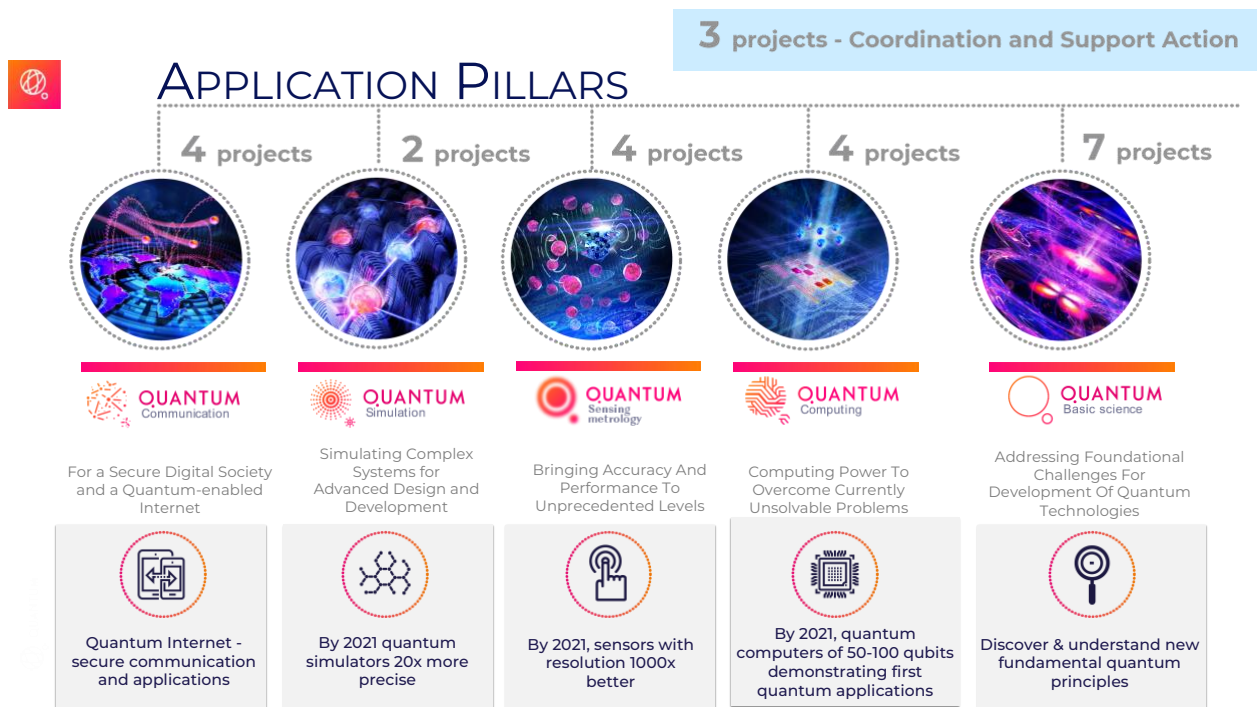 3 projects - Coordination and Support Action
APPLICATION PILLARS
4 projects
2 projects
4 projects
4 projects
7 projects
QUANTUM
Communication
QUANTUM
Simulation
QUANTUM
Sensing
metrology
QUANTUM
Computing
QUANTUM
Basic science
For a Secure Digital Society
and a Quantum-enabled
Internet
Simulating Complex
Systems for
Advanced Design and
Development
Bringing Accuracy And
Performance To
Unprecedented Levels
Computing Power To
Overcome Currently
Unsolvable Problems
Addressing Foundational
Challenges For
Development Of Quantum
Technologies
Quantum Internet -
secure communication
and applications
By 2021 quantum
simulators 20x more
precise
By 2021, sensors with
resolution 1000x
better
By 2021, quantum
computers of 50-100 qubits
demonstrating first
quantum applications
Discover & understand new
fundamental quantum
principles